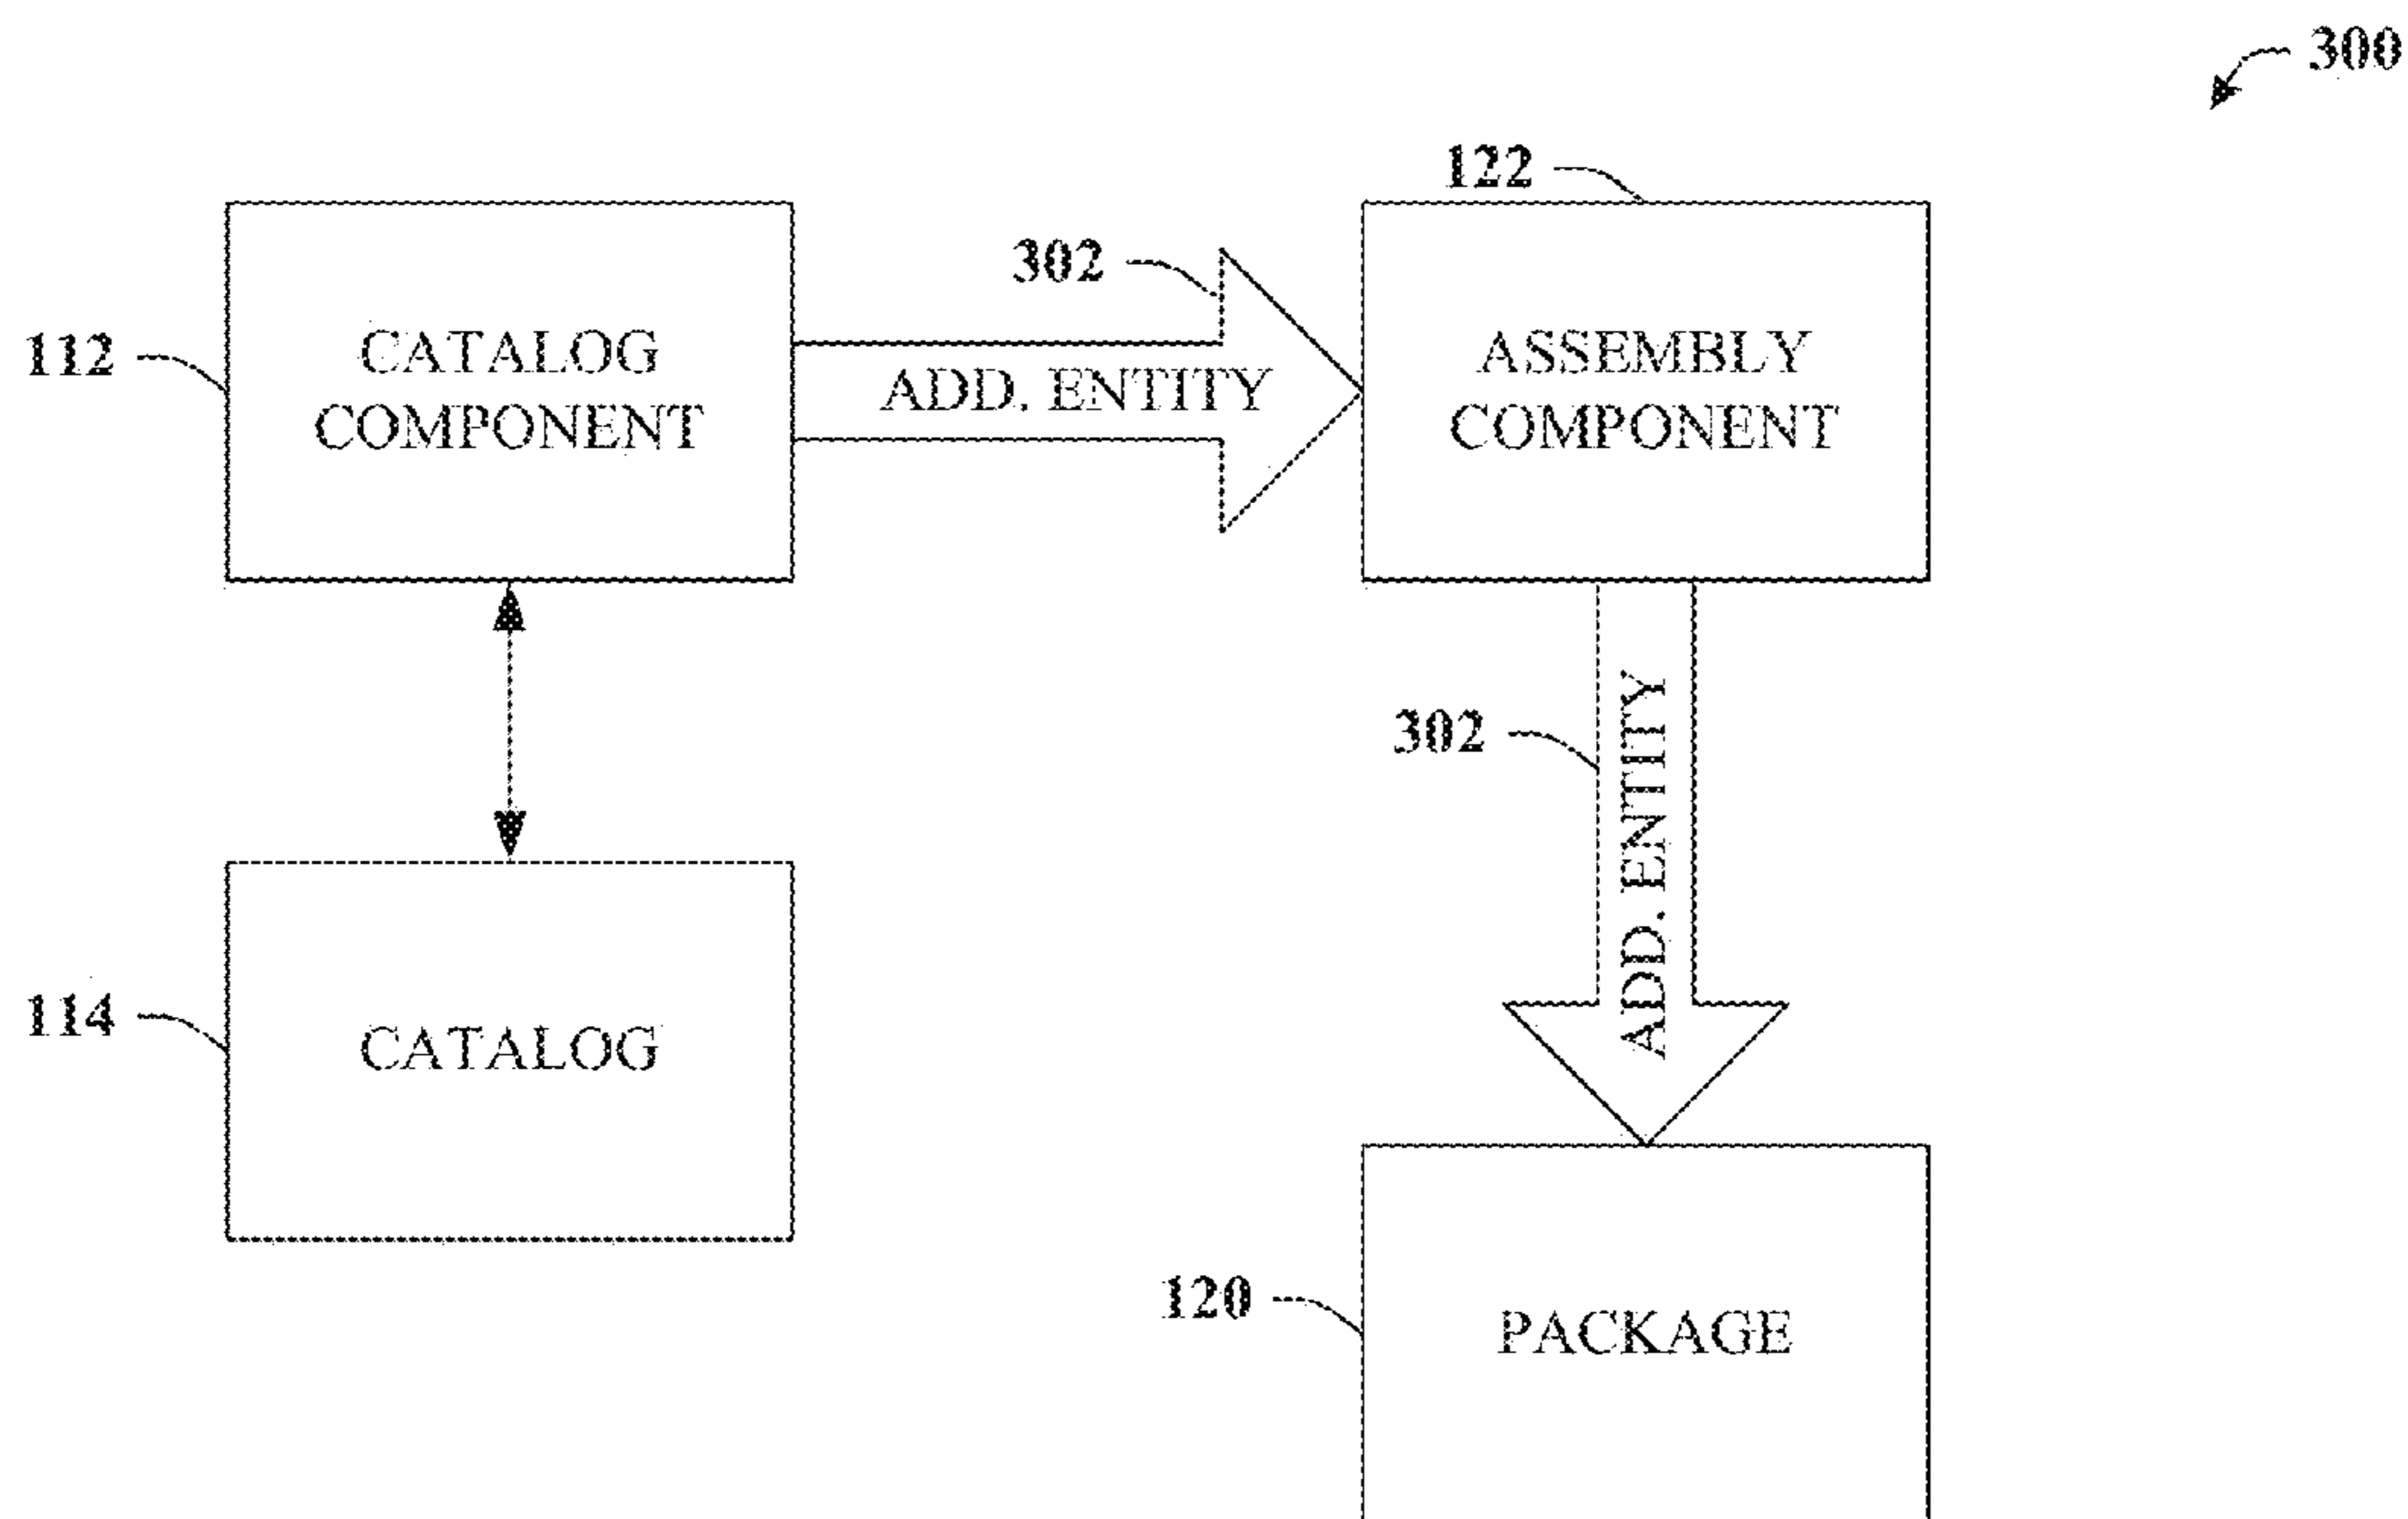 300
122
302
112
CATALOG
COMPONENT
ADD. ENTITY
ASSEMBLY
COMPONENT
302
ADD. ENTITY
114
CATALOG
120
PACKAGE